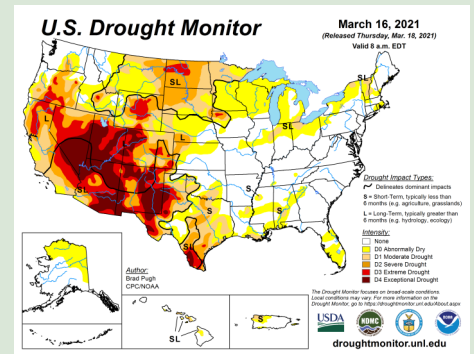 U.S. Drought Monitor
March 16, 2021
(Released Thursday, Mar. 18, 2021)
Valid 8 a.m. EDT
SL
SL
L
SL
L
S
SL
S
S
SL
Drought Impact Types:
Delineates dominant impacts
S = Short-Term, typically less than
6 months (e.g. agriculture, grasslands)
L = Long-Term, typically greater than
6 months (e.g. hydrology, ecology)
Intensity:
None
D0 Abnormally Dry
D1 Moderate Drought
D2 Severe Drought
D3 Extreme Drought
D4 Exceptional Drought
Author:
Brad Pugh
CPC/NOAA
SL
S
The Drought Monitor focuses on broad-scale conditions.
Local conditions may vary. For more information on the
Drought Monitor, go to https://droughtmonitor.unl.edu/About.aspx
USDA
NDMC
NOAA
droughtmonitor.unl.edu